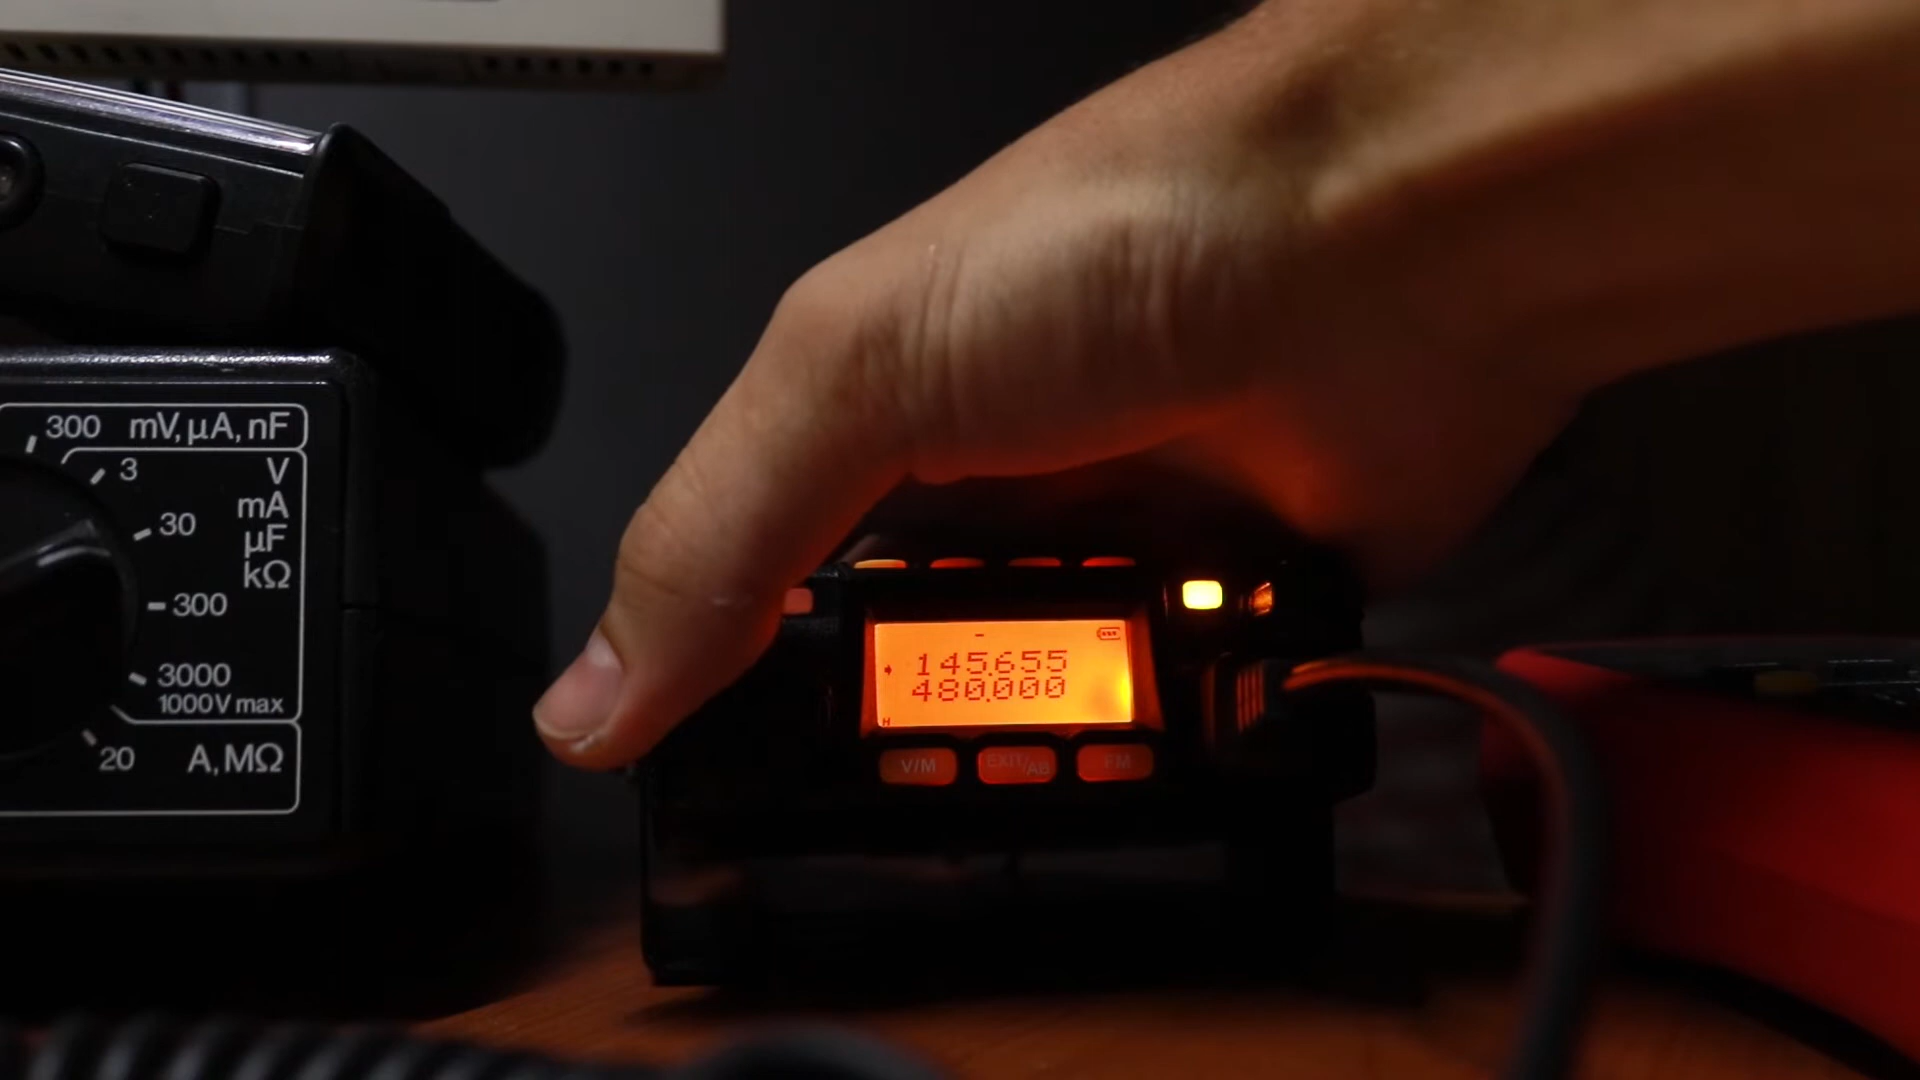 300 mV, µA, nF
3 V
mA
30
µF
kΩ
300
3000
1000V max
20 A, MΩ
145.655
480.000
H
V/M EXIT/AB FM